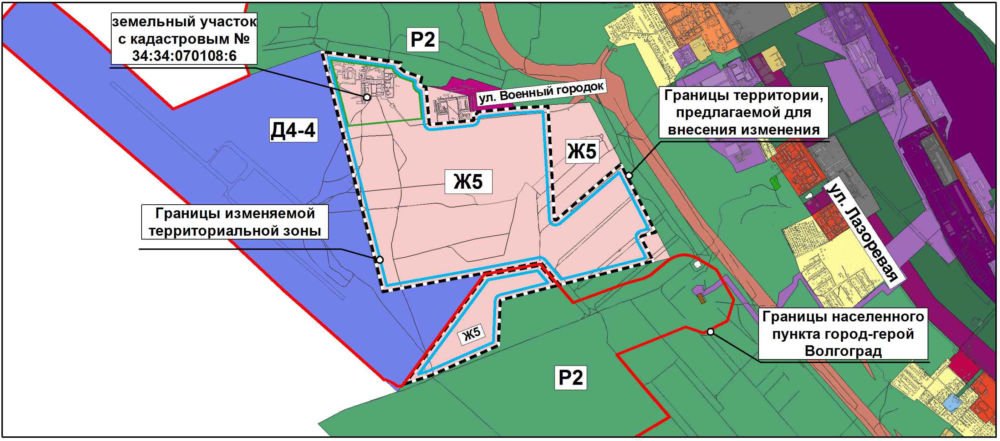 земельный участок
с кадастровым №
34:34:070108:6
Р2
ул. Военный городок
Границы территории,
предлагаемой для
внесения изменения
Д4-4
Ж5
Ж5
ул. Лазоревая
Границы изменяемой
территориальной зоны
Ж5
Границы населенного
пункта город-герой
Волгоград
Р2